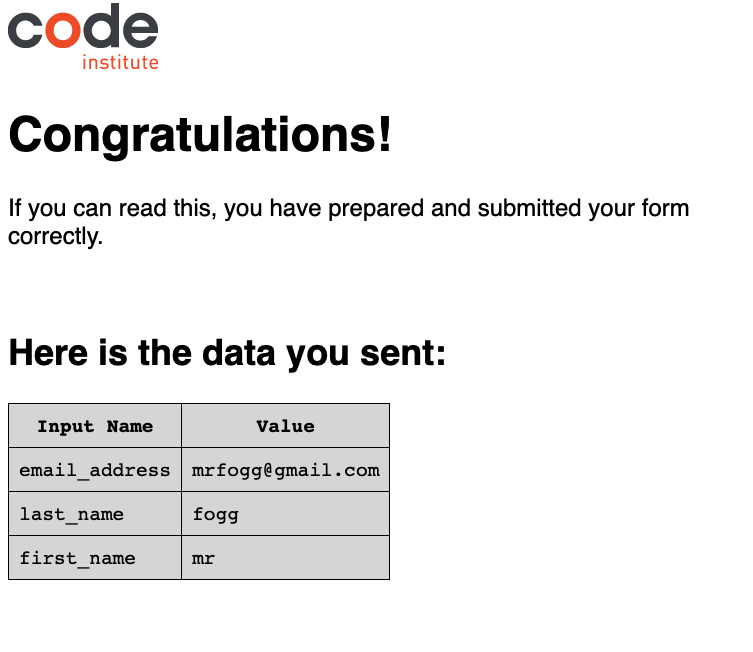 code
institute
Congratulations!
If you can read this, you have prepared and submitted your form
correctly.
Here is the data you sent:
Input Name Value
email_address mrfogg@gmail.com
last_name fogg
first_name mr